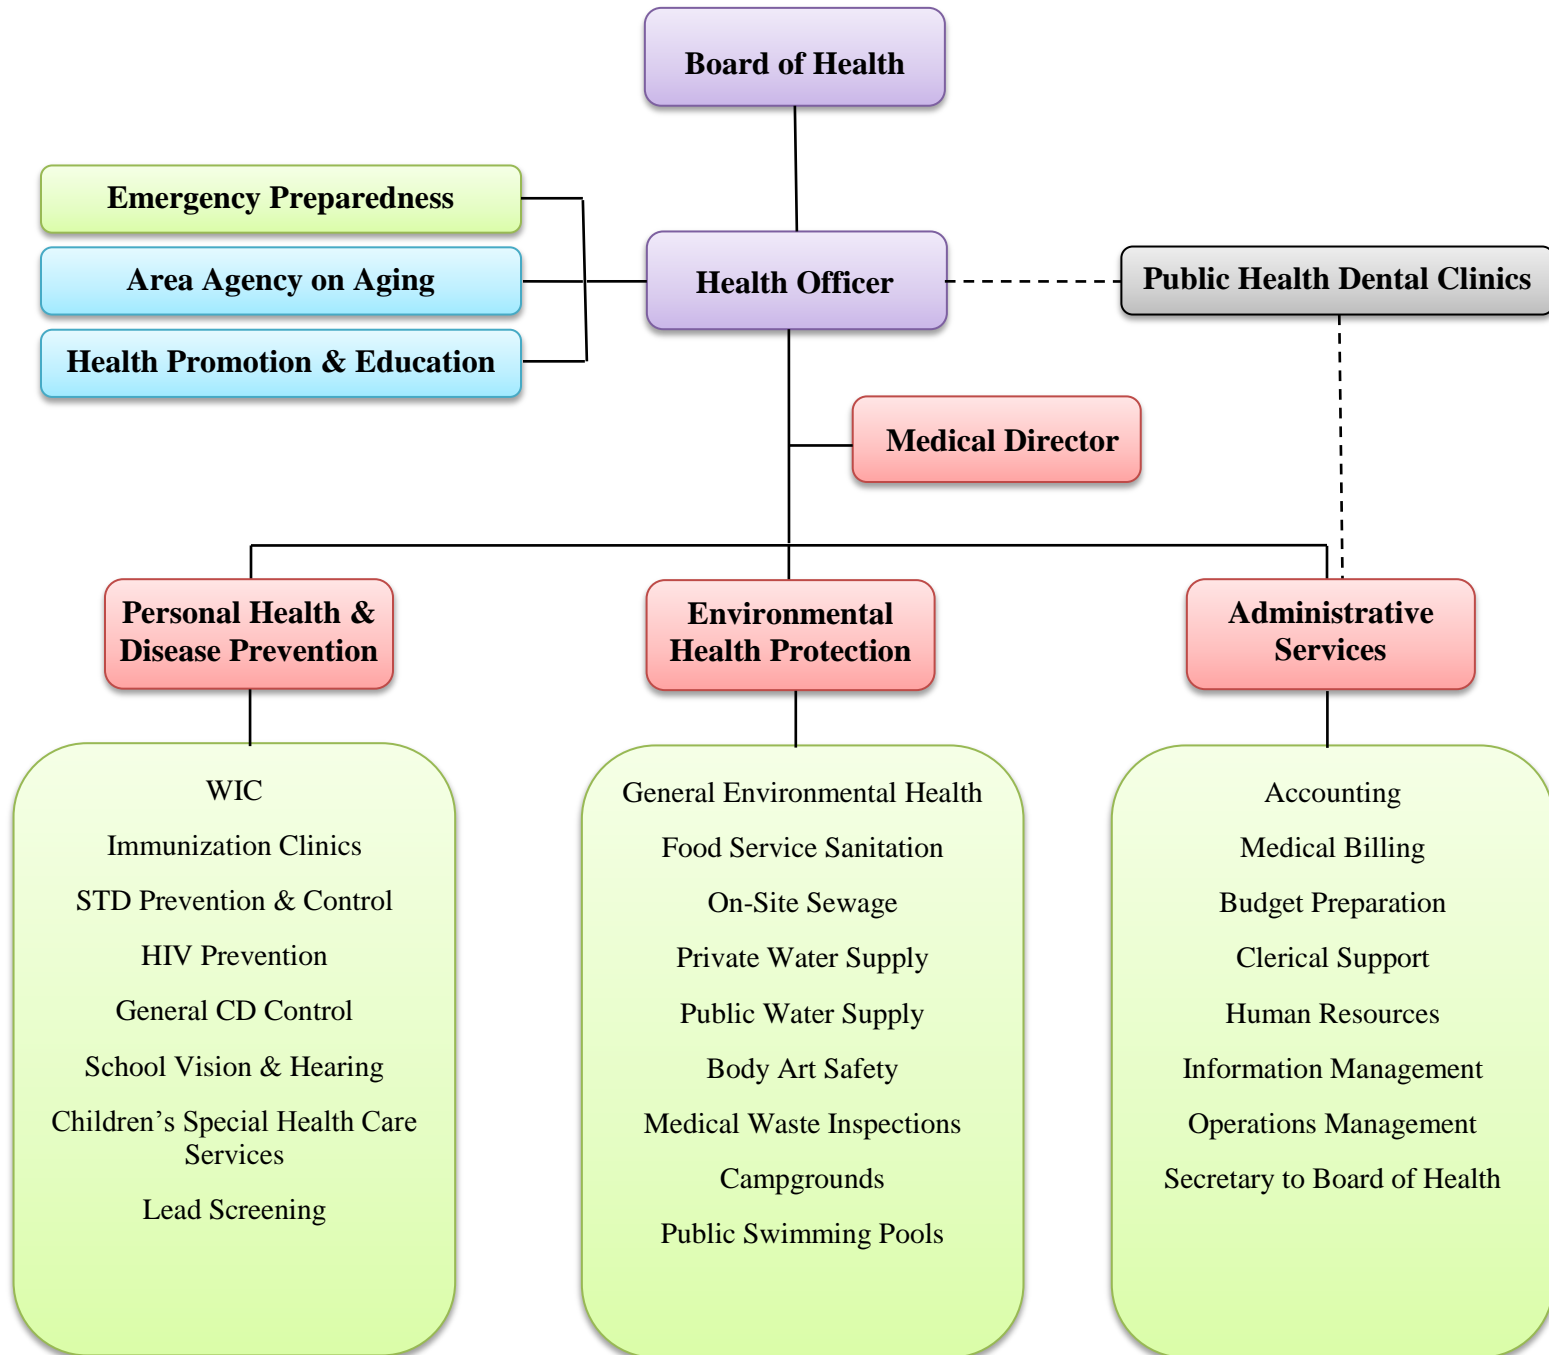 Board of Health
Emergency Preparedness
Area Agency on Aging
Health Promotion & Education
Health Officer
Public Health Dental Clinics
Medical Director
Personal Health &
Disease Prevention
Environmental
Health Protection
Administrative
Services
WIC
Immunization Clinics
STD Prevention & Control
HIV Prevention
General CD Control
School Vision & Hearing
Children’s Special Health Care
Services
Lead Screening
General Environmental Health
Food Service Sanitation
On-Site Sewage
Private Water Supply
Public Water Supply
Body Art Safety
Medical Waste Inspections
Campgrounds
Public Swimming Pools
Accounting
Medical Billing
Budget Preparation
Clerical Support
Human Resources
Information Management
Operations Management
Secretary to Board of Health